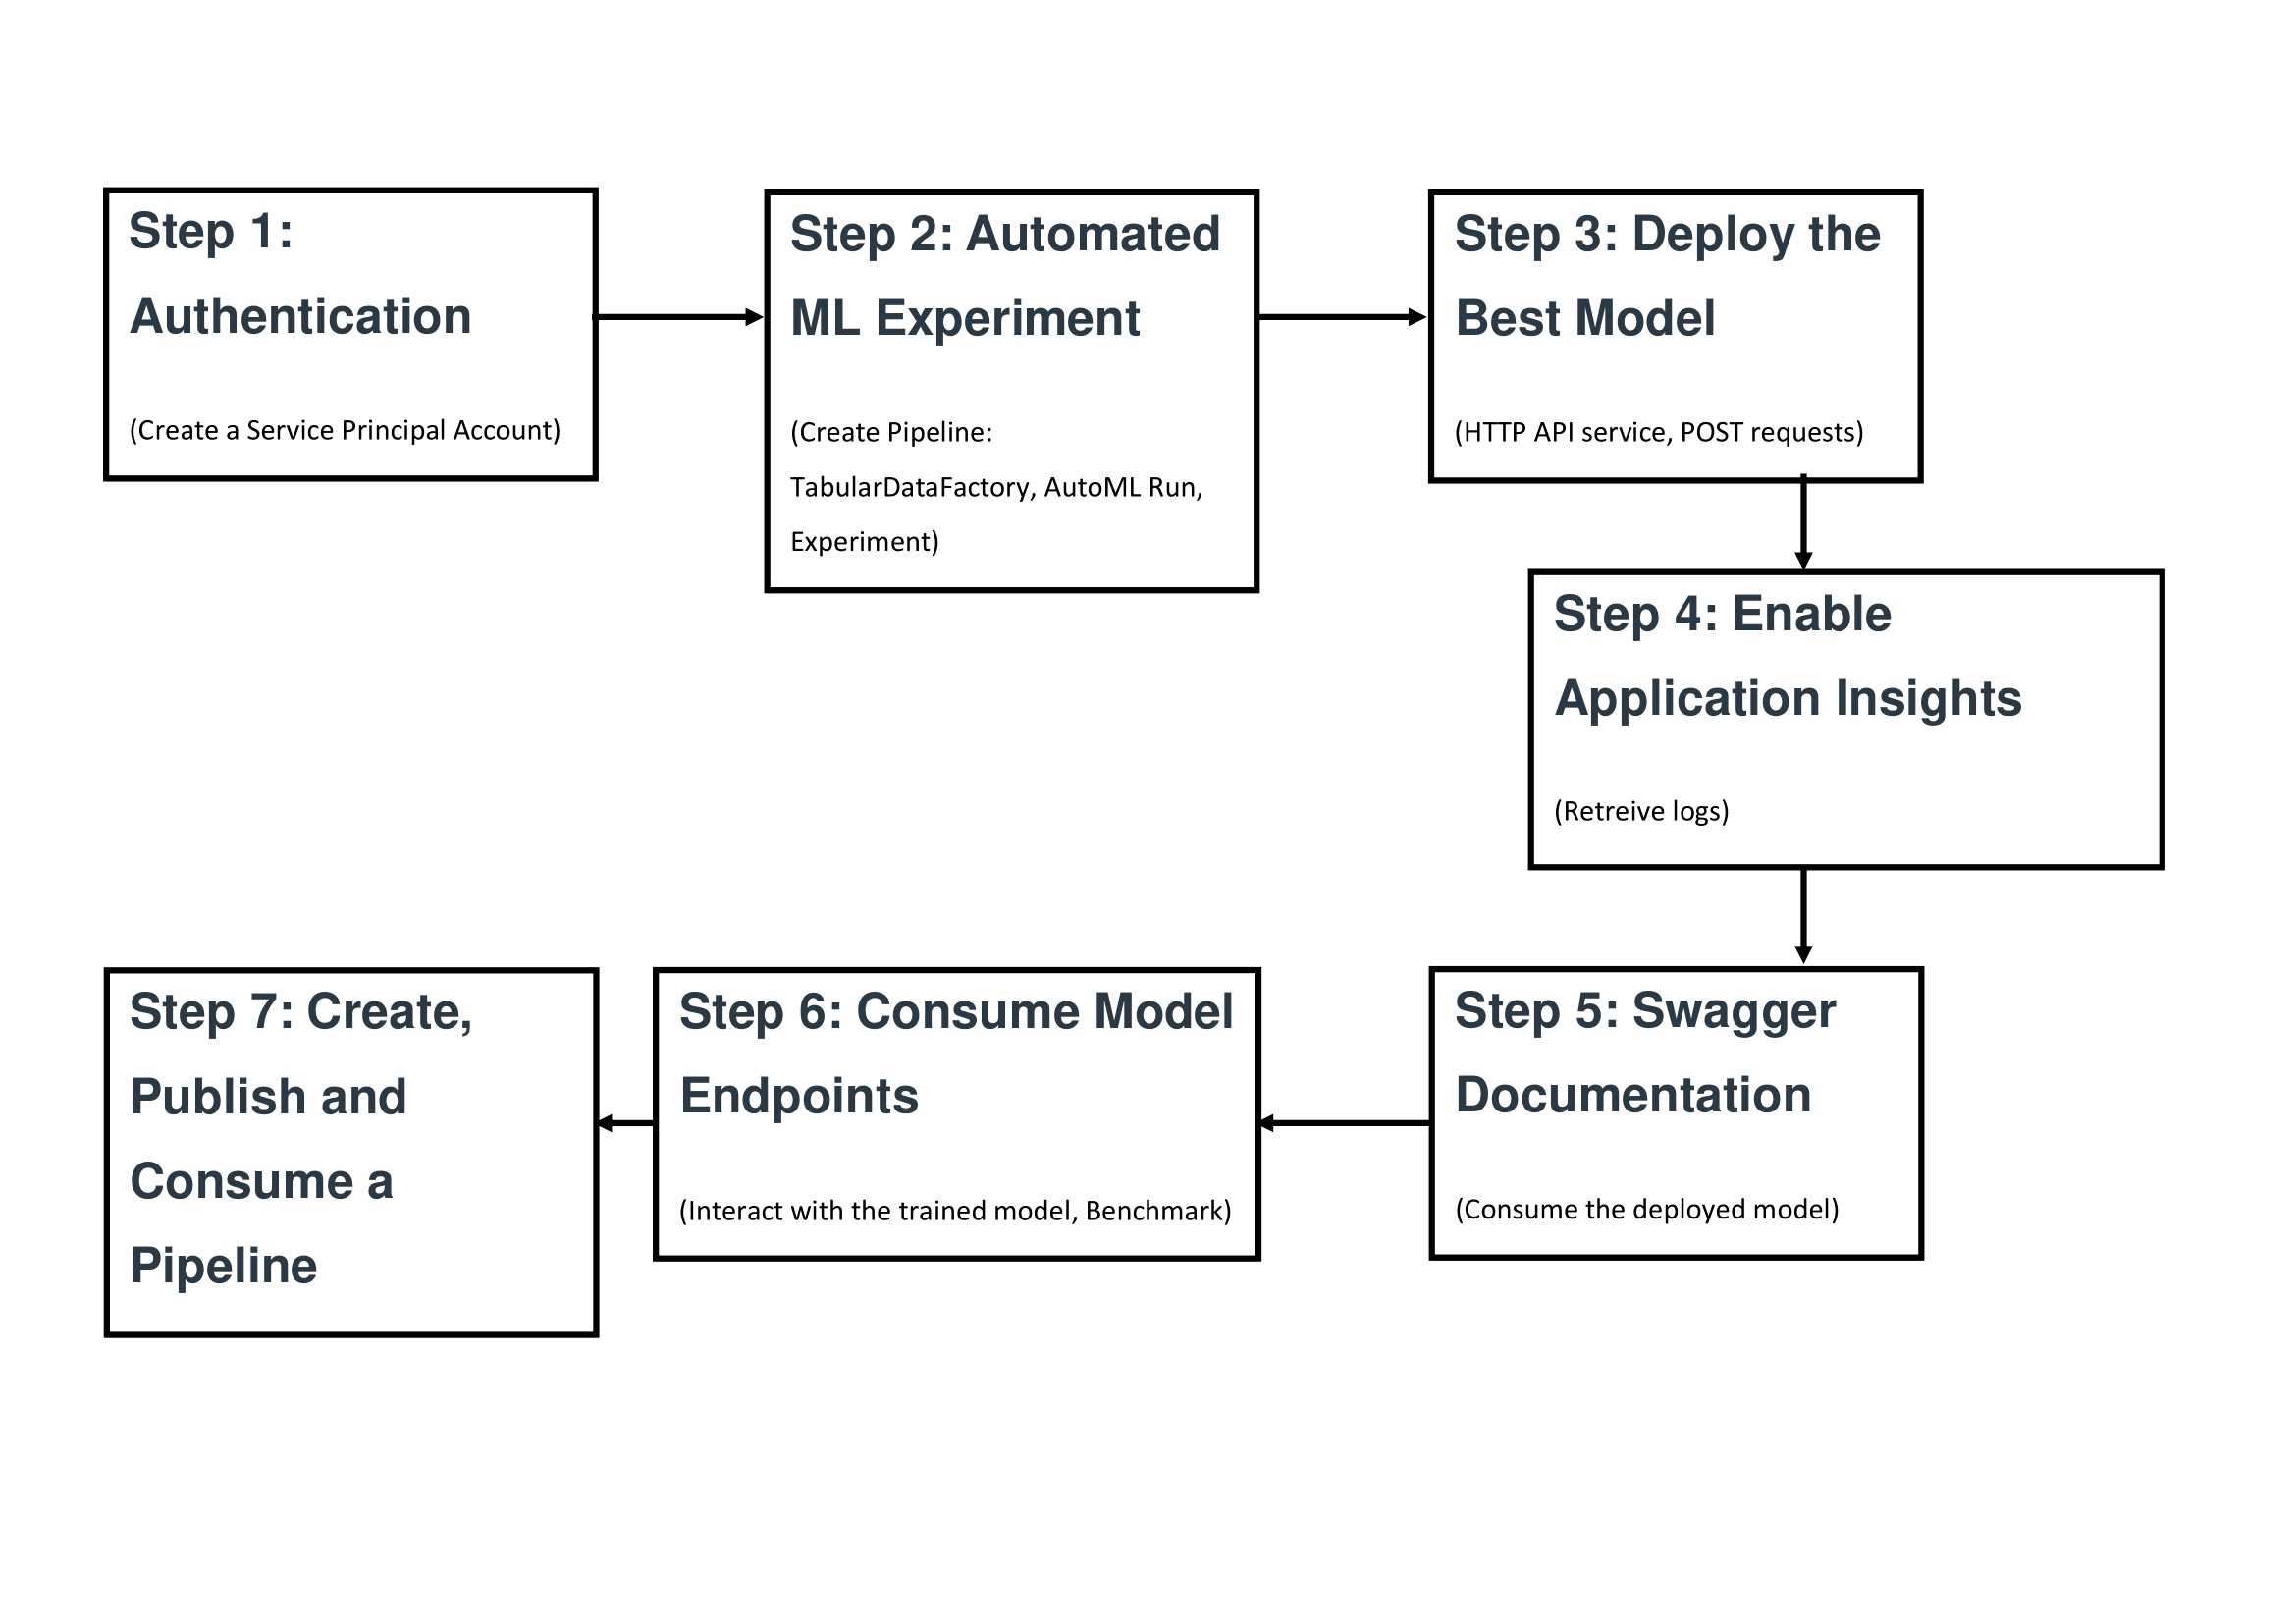 Step 1:
Authentication
(Create a Service Principal Account)
Step 2: Automated
ML Experiment
(Create Pipeline:
TabularDataFactory, AutoML Run,
Experiment)
Step 3: Deploy the
Best Model
(HTTP API service, POST requests)
Step 4: Enable
Application Insights
(Retreive logs)
Step 5: Swagger
Documentation
(Consume the deployed model)
Step 6: Consume Model
Endpoints
(Interact with the trained model, Benchmark)
Step 7: Create,
Publish and
Consume a
Pipeline